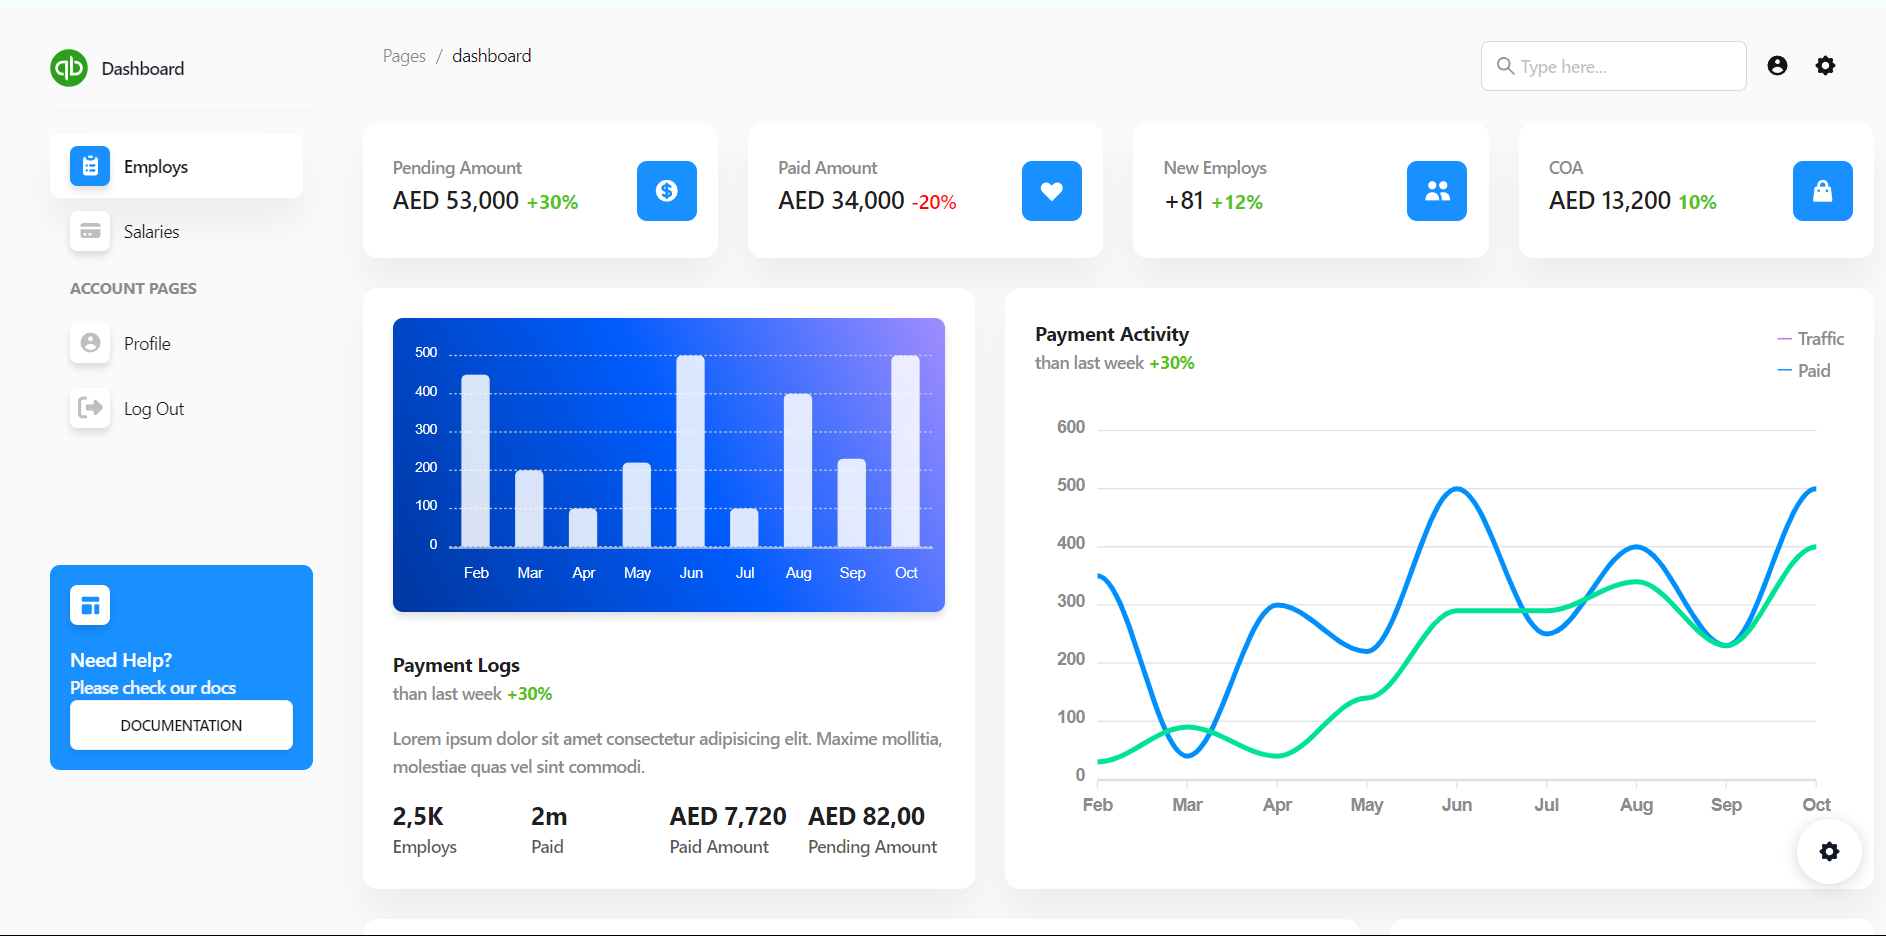 qb Dashboard
Pages / dashboard
Type here...
Employs
Salaries
ACCOUNT PAGES
Profile
Log Out
Need Help?
Please check our docs
DOCUMENTATION
Pending Amount
AED 53,000 +30%
Paid Amount
AED 34,000 -20%
New Employs
+81 +12%
COA
AED 13,200 10%
500
400
300
200
100
0
Feb Mar Apr May Jun Jul Aug Sep Oct
Payment Logs
than last week +30%
Lorem ipsum dolor sit amet consectetur adipisicing elit. Maxime mollitia,
molestiae quas vel sint commodi.
2,5K 2m AED 7,720 AED 82,00
Employs Paid Paid Amount Pending Amount
Payment Activity
than last week +30%
Traffic
Paid
600
500
400
300
200
100
0
Feb Mar Apr May Jun Jul Aug Sep Oct